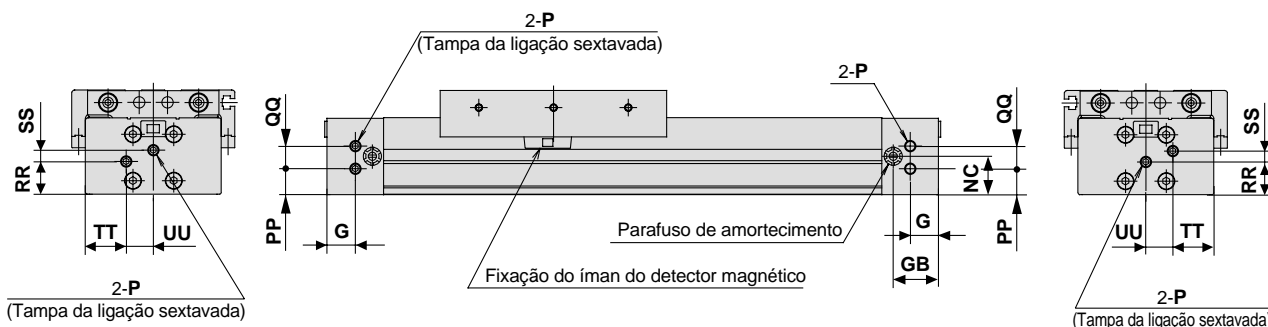 2-P
(Tampa da ligação sextavada)
2-P
QQ
QQ
SS
SS
RR
RR
NC
PP
PP
TT
UU
G
G
GB
UU
TT
Parafuso de amortecimento
Fixação do íman do detector magnético
2-P
(Tampa da ligação sextavada)
2-P
(Tampa da ligação sextavada)